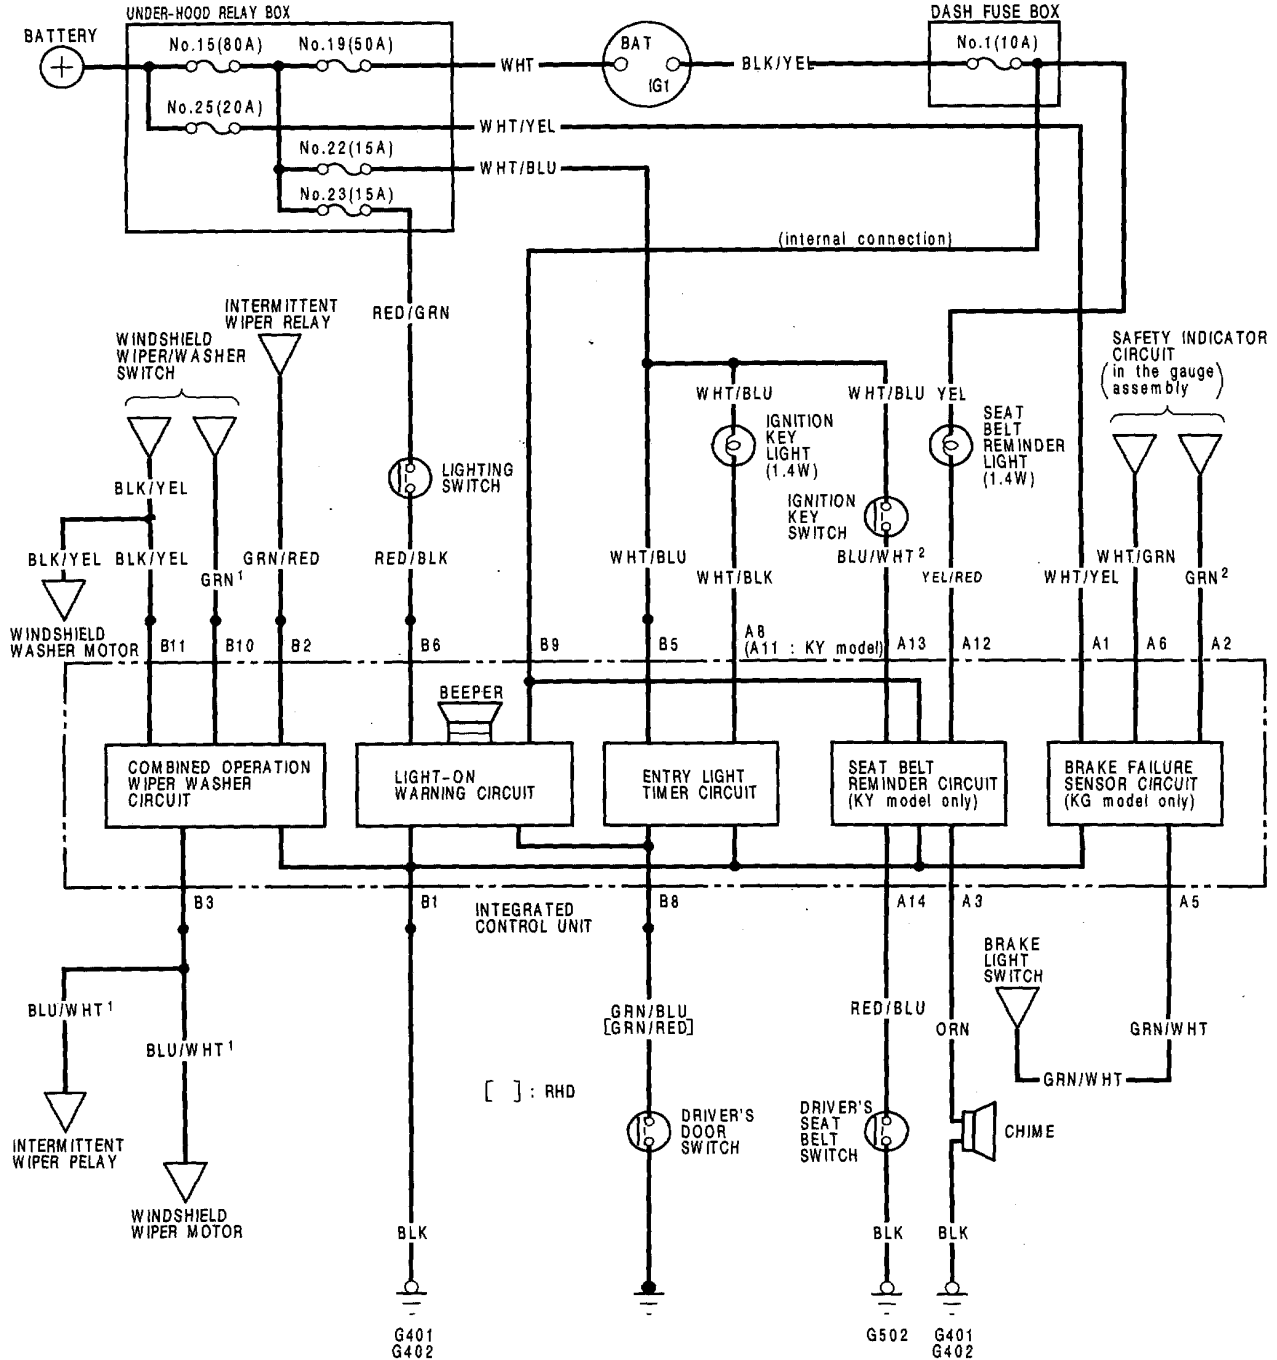 UNDER-HOOD RELAY BOX
DASH FUSE BOX
BATTERY
No.15(80A)
No.19(50A)
BAT
No.1(10A)
WHT
BLK/YEL
IG1
No.25(20A)
WHT/YEL
No.22(15A)
WHT/BLU
No.23(15A)
(internal connection)
INTERMITTENT
WIPER RELAY
RED/GRN
WINDSHIELD
WIPER/WASHER
SWITCH
SAFETY INDICATOR
CIRCUIT
(in the gauge)
assembly
WHT/BLU
WHT/BLU
YEL
IGNITION
KEY
LIGHT
(1.4W)
SEAT
BELT
REMINDER
LIGHT
(1.4W)
LIGHTING
SWITCH
BLK/YEL
IGNITION
KEY
SWITCH
BLK/YEL
BLK/YEL
GRN1
GRN/RED
RED/BLK
WHT/BLU
WHT/BLK
BLU/WHT2
YEL/RED
WHT/YEL
WHT/GRN
GRN2
WINDSHIELD
WASHER MOTOR
B11
B10
B2
B6
B9
B5
A8
(A11 : KY model)
A13
A12
A1
A6
A2
BEEPER
COMBINED OPERATION
WIPER WASHER
CIRCUIT
LIGHT-ON
WARNING CIRCUIT
ENTRY LIGHT
TIMER CIRCUIT
SEAT BELT
REMINDER CIRCUIT
(KY model only)
BRAKE FAILURE
SENSOR CIRCUIT
(KG model only)
B3
B1
INTEGRATED
CONTROL UNIT
B8
A14
A3
A5
BRAKE
LIGHT
SWITCH
BLU/WHT1
BLU/WHT1
GRN/BLU
[GRN/RED]
RED/BLU
ORN
GRN/WHT
GRN/WHT
[ ] : RHD
INTERMITTENT
WIPER PELAY
DRIVER'S
DOOR
SWITCH
DRIVER'S
SEAT
BELT
SWITCH
CHIME
WINDSHIELD
WIPER MOTOR
BLK
BLK
BLK
G401
G402
G502
G401
G402